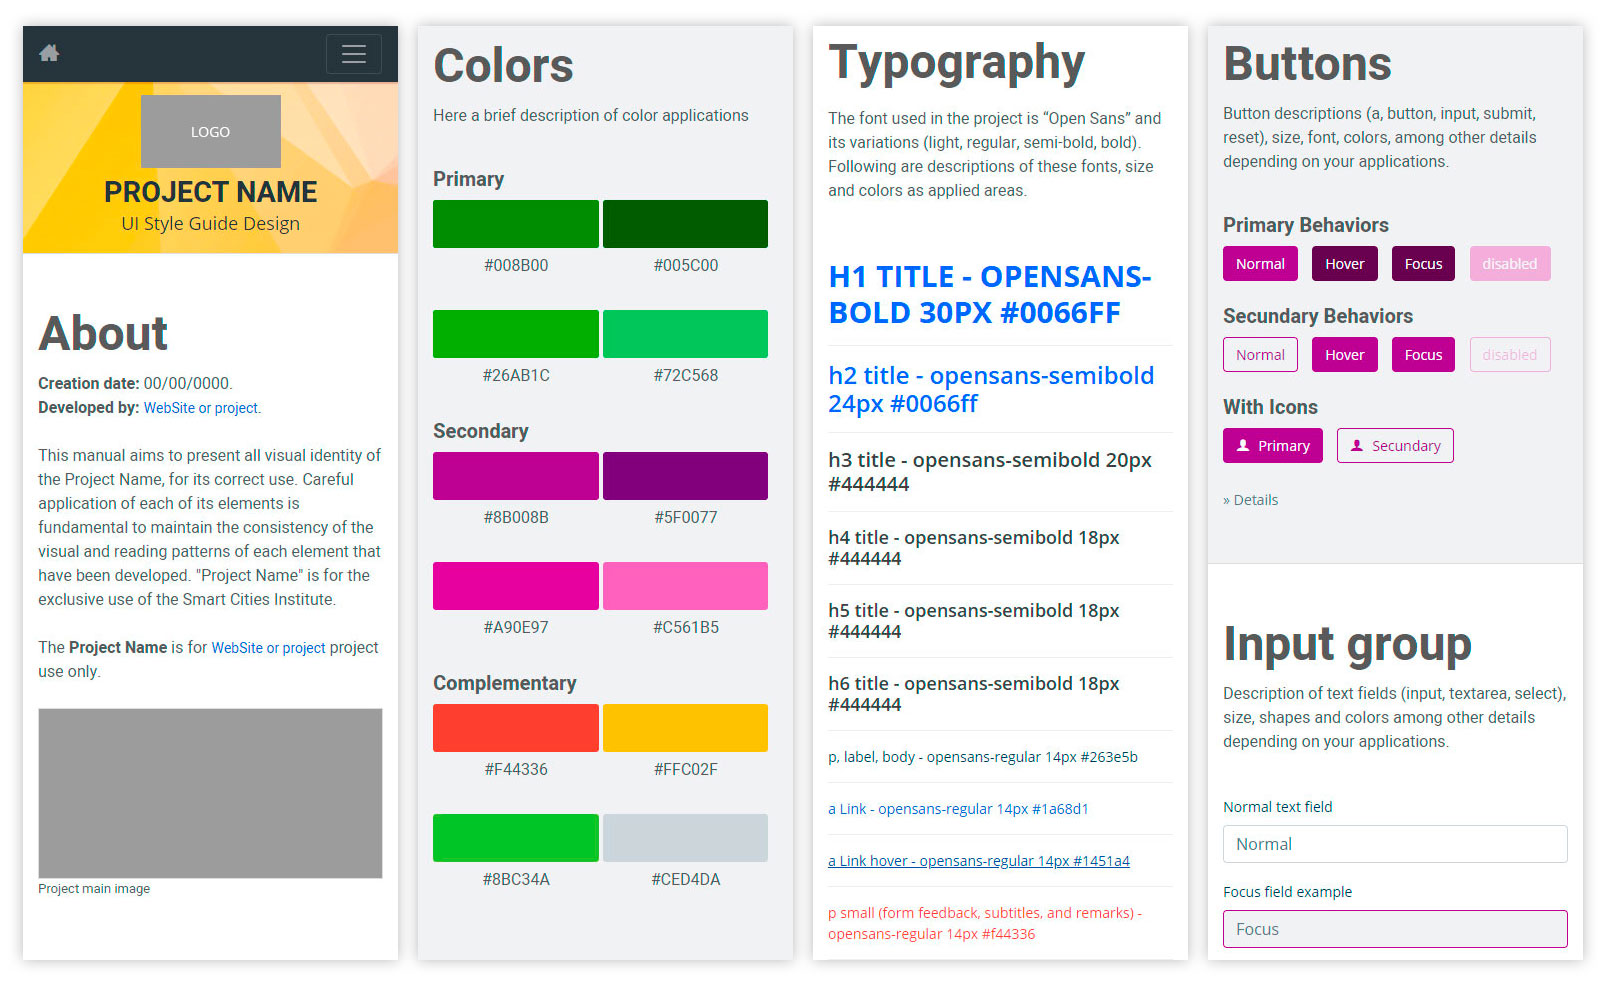 LOGO
PROJECT NAME
UI Style Guide Design
About
Creation date: 00/00/0000.
Developed by: WebSite or project.
This manual aims to present all visual identity of
the Project Name, for its correct use. Careful
application of each of its elements is
fundamental to maintain the consistency of the
visual and reading patterns of each element that
have been developed. "Project Name" is for the
exclusive use of the Smart Cities Institute.
The Project Name is for WebSite or project project
use only.
Project main image
Colors
Here a brief description of color applications
Primary
#008B00 #005C00
#26AB1C #72C568
Secondary
#8B008B #5F0077
#A90E97 #C561B5
Complementary
#F44336 #FFC02F
#8BC34A #CED4DA
Typography
The font used in the project is “Open Sans” and
its variations (light, regular, semi-bold, bold).
Following are descriptions of these fonts, size
and colors as applied areas.
H1 TITLE - OPENSANS-
BOLD 30PX #0066FF
h2 title - opensans-semibold
24px #0066ff
h3 title - opensans-semibold 20px
#444444
h4 title - opensans-semibold 18px
#444444
h5 title - opensans-semibold 18px
#444444
h6 title - opensans-semibold 18px
#444444
p, label, body - opensans-regular 14px #263e5b
a Link - opensans-regular 14px #1a68d1
a Link hover - opensans-regular 14px #1451a4
p small (form feedback, subtitles, and remarks) -
opensans-regular 14px #f44336
Buttons
Button descriptions (a, button, input, submit,
reset), size, font, colors, among other details
depending on your applications.
Primary Behaviors
Normal Hover Focus disabled
Secundary Behaviors
Normal Hover Focus disabled
With Icons
Primary Secundary
» Details
Input group
Description of text fields (input, textarea, select),
size, shapes and colors among other details
depending on your applications.
Normal text field
Normal
Focus field example
Focus